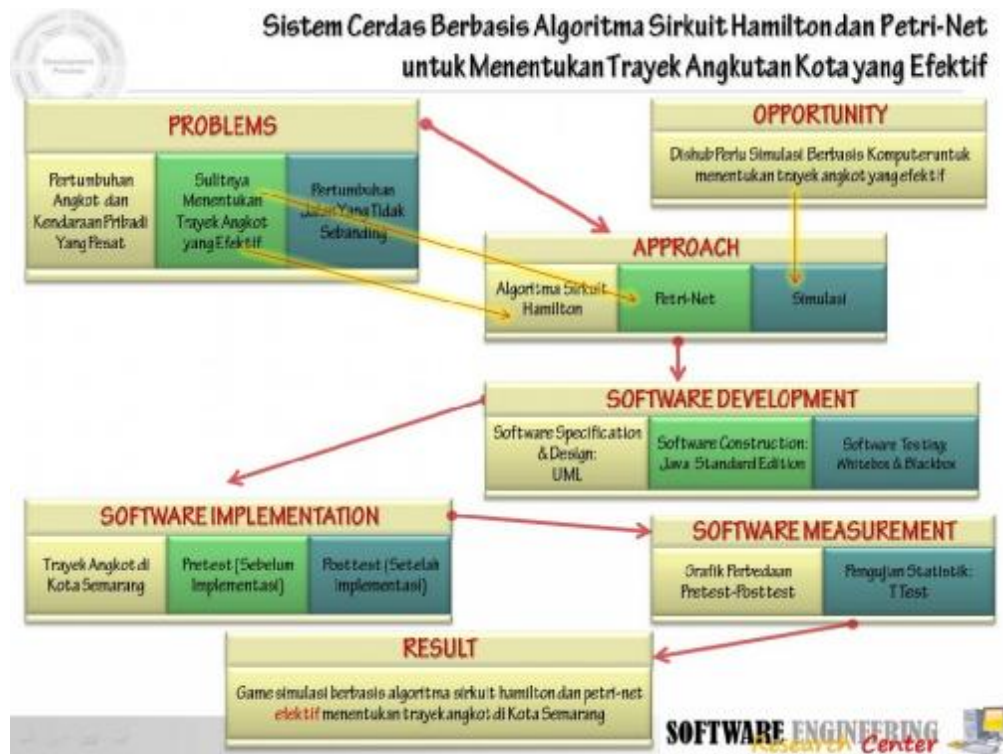 Sistem Cerdas Berbasis Algoritma Sirkuit Hamilton dan Petri-Net
untuk Menentukan Trayek Angkutan Kota yang Efektif
PROBLEMS
Pertumbuhan
Angkot dan
Kendaraan Pribadi
Yang Pesat
Sulitnya
Menentukan
Trayek Angkot
yang Efektif
Pertumbuhan
Jalan Yang Tidak
Sebanding
OPPORTUNITY
Dishub Perlu Simulasi Berbasis Komputer untuk
menentukan trayek angkot yang efektif
APPROACH
Algoritma Sirkuit
Hamilton
Petri-Net
Simulasi
SOFTWARE DEVELOPMENT
Software Specification
& Design:
UML
Software Construction:
Java Standard Edition
Software Testing:
Whitebox & Blackbox
SOFTWARE IMPLEMENTATION
Trayek Angkot di
Kota Semarang
Pretest (Sebelum
Implementasi)
Posttest (Setelah
implementasi)
SOFTWARE MEASUREMENT
Grafik Perbedaan
Pretest-Posttest
Pengujian Statistik:
T Test
RESULT
Game simulasi berbasis algoritma sirkuit hamilton dan petri-net
efektif menentukan trayek angkot di Kota Semarang
SOFTWARE ENGINEERING
Research Center